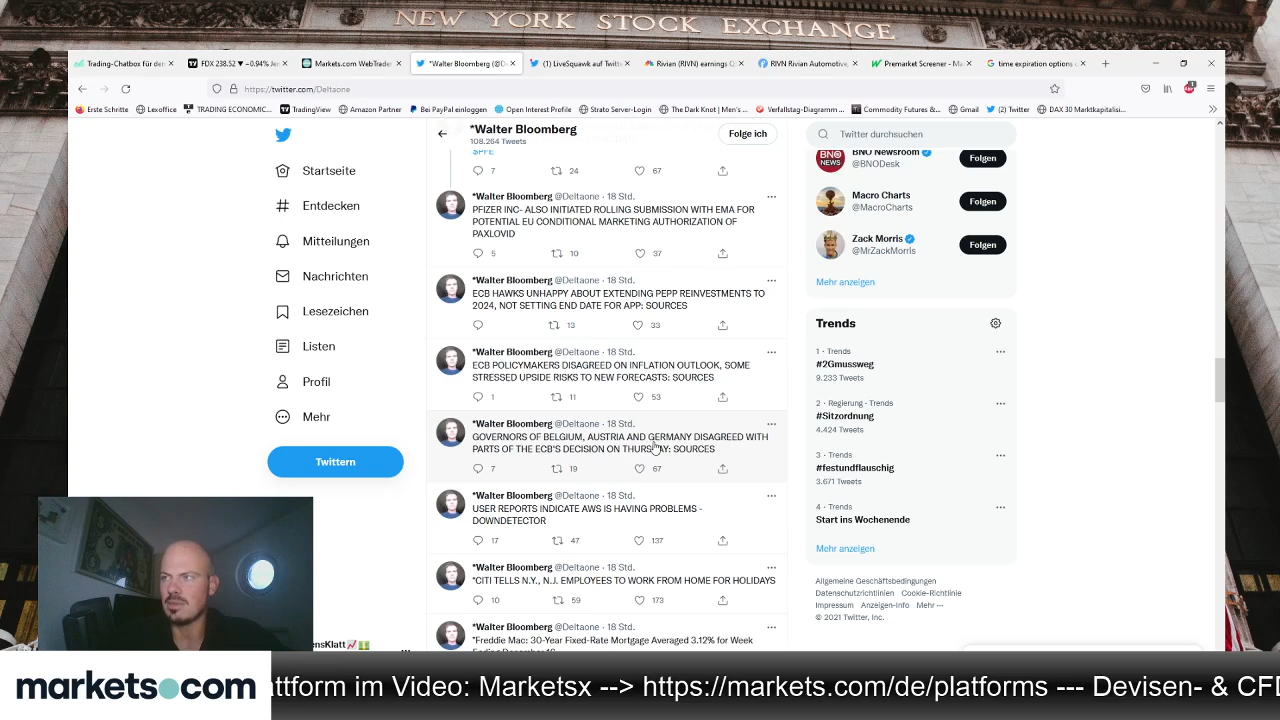 NEW YORK STOCK EXCHANGE
Trading-Chatbox für den
FDX 238.52 ▼ −0.94%
Markets.com WebTrader
*Walter Bloomberg (@D
(1) LiveSquawk auf Twitte
Rivian (RIVN) earnings Q
RIVN Rivian Automotive,
Premarket Screener - Ma
time expiration options c
https://twitter.com/Deltaone
Erste Schritte
Lexoffice
TRADING ECONOMIC...
TradingView
Amazon Partner
Bei PayPal einloggen
Open Interest Profile
Strato Server-Login
The Dark Knot | Men's ...
Verfallstag-Diagramm ...
Commodity Futures &...
Gmail
(2) Twitter
DAX 30 Marktkapitalisi...
Startseite
Entdecken
Mitteilungen
Nachrichten
Lesezeichen
Listen
Profil
Mehr
Twittern
*Walter Bloomberg
108.264 Tweets
Folge ich
$PFE
7 24 67
*Walter Bloomberg @Deltaone · 18 Std.
PFIZER INC- ALSO INITIATED ROLLING SUBMISSION WITH EMA FOR
POTENTIAL EU CONDITIONAL MARKETING AUTHORIZATION OF
PAXLOVID
5 10 37
*Walter Bloomberg @Deltaone · 18 Std.
ECB HAWKS UNHAPPY ABOUT EXTENDING PEPP REINVESTMENTS TO
2024, NOT SETTING END DATE FOR APP: SOURCES
13 33
*Walter Bloomberg @Deltaone · 18 Std.
ECB POLICYMAKERS DISAGREED ON INFLATION OUTLOOK, SOME
STRESSED UPSIDE RISKS TO NEW FORECASTS: SOURCES
1 11 53
*Walter Bloomberg @Deltaone · 18 Std.
GOVERNORS OF BELGIUM, AUSTRIA AND GERMANY DISAGREED WITH
PARTS OF THE ECB'S DECISION ON THURSDAY: SOURCES
7 19 67
*Walter Bloomberg @Deltaone · 18 Std.
USER REPORTS INDICATE AWS IS HAVING PROBLEMS -
DOWNDETECTOR
17 47 137
*Walter Bloomberg @Deltaone · 18 Std.
*CITI TELLS N.Y., N.J. EMPLOYEES TO WORK FROM HOME FOR HOLIDAYS
10 59 173
*Walter Bloomberg @Deltaone · 18 Std.
*Freddie Mac: 30-Year Fixed-Rate Mortgage Averaged 3.12% for Week
Twitter durchsuchen
BNO Newsroom
@BNODesk
Folgen
Macro Charts
@MacroCharts
Folgen
Zack Morris
@MrZackMorris
Folgen
Mehr anzeigen
Trends
1 · Trends
#2Gmussweg
9.233 Tweets
2 · Regierung - Trends
#Sitzordnung
4.424 Tweets
3 · Trends
#festundflauschig
3.671 Tweets
4 · Trends
Start ins Wochenende
Mehr anzeigen
Allgemeine Geschäftsbedingungen
Datenschutzrichtlinien Cookie-Richtlinie
Impressum Anzeigen-Info Mehr ···
© 2021 Twitter, Inc.
ensKlatt
markets.com
attform im Video: Marketsx --> https://markets.com/de/platforms --- Devisen- & CFD